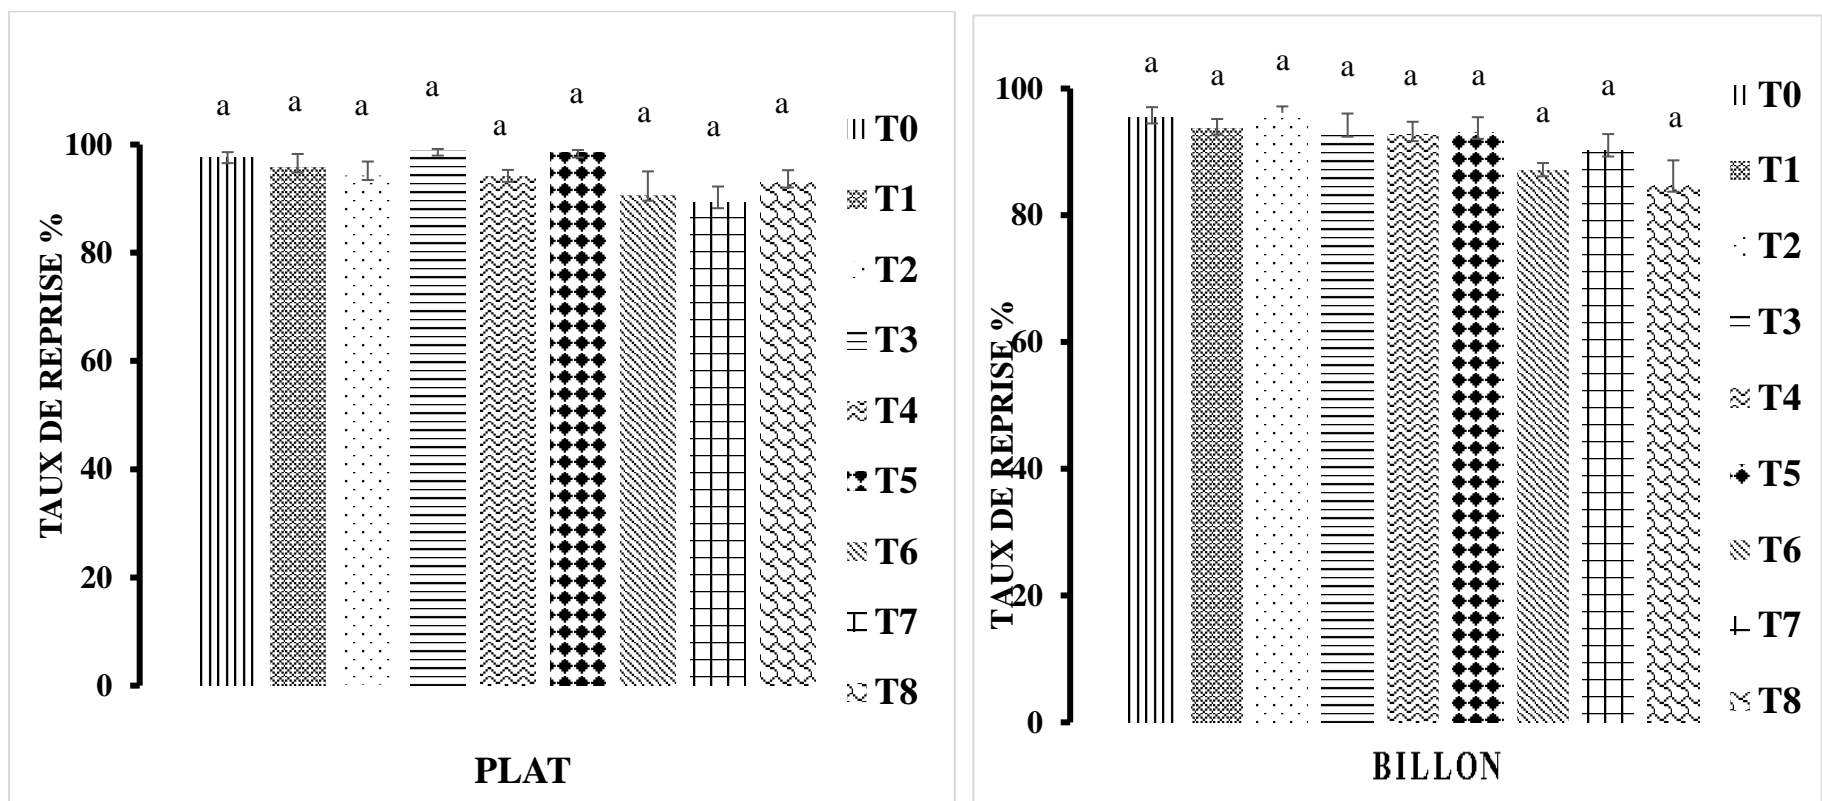 TAUX DE REPRISE %
100
80
60
40
20
0
a a a a a a a a a
T0
T1
T2
T3
T4
T5
T6
T7
T8
PLAT
TAUX DE REPRISE %
100
80
60
40
20
0
a a a a a a a a a
T0
T1
T2
T3
T4
T5
T6
T7
T8
BILLON